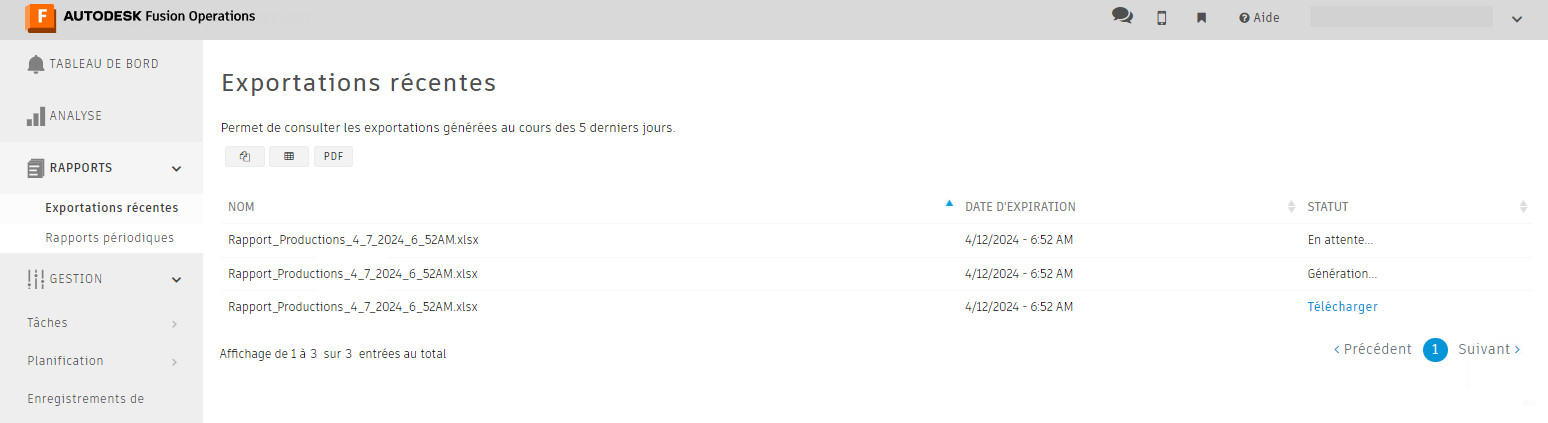 F AUTODESK Fusion Operations
Aide
TABLEAU DE BORD
ANALYSE
RAPPORTS
Exportations récentes
Rapports périodiques
GESTION
Tâches
Planification
Enregistrements de
Exportations récentes
Permet de consulter les exportations générées au cours des 5 derniers jours.
PDF
NOM DATE D'EXPIRATION STATUT
Rapport_Productions_4_7_2024_6_52AM.xlsx 4/12/2024 - 6:52 AM En attente...
Rapport_Productions_4_7_2024_6_52AM.xlsx 4/12/2024 - 6:52 AM Génération...
Rapport_Productions_4_7_2024_6_52AM.xlsx 4/12/2024 - 6:52 AM Télécharger
Affichage de 1 à 3 sur 3 entrées au total
‹ Précédent 1 Suivant ›